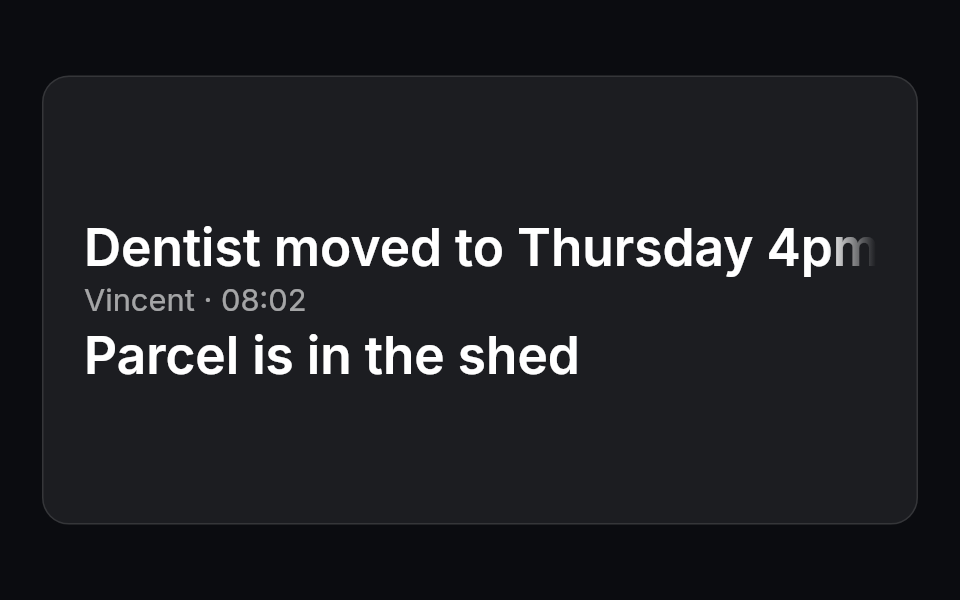 Dentist moved to Thursday 4pm
Vincent · 08:02
Parcel is in the shed